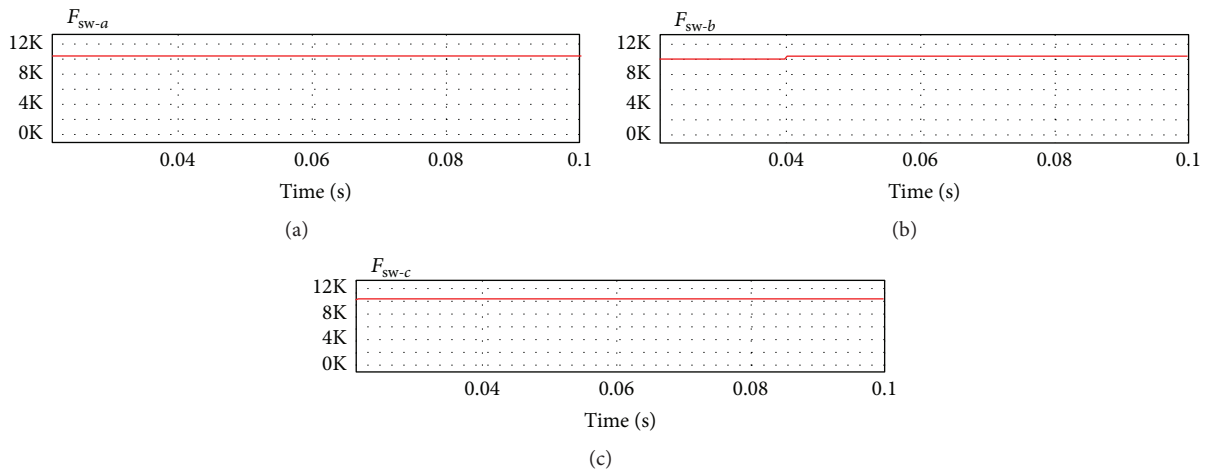 F_sw-a
12K
8K
4K
0K
0.04 0.06 0.08 0.1
Time (s)
(a)
F_sw-b
12K
8K
4K
0K
0.04 0.06 0.08 0.1
Time (s)
(b)
F_sw-c
12K
8K
4K
0K
0.04 0.06 0.08 0.1
Time (s)
(c)